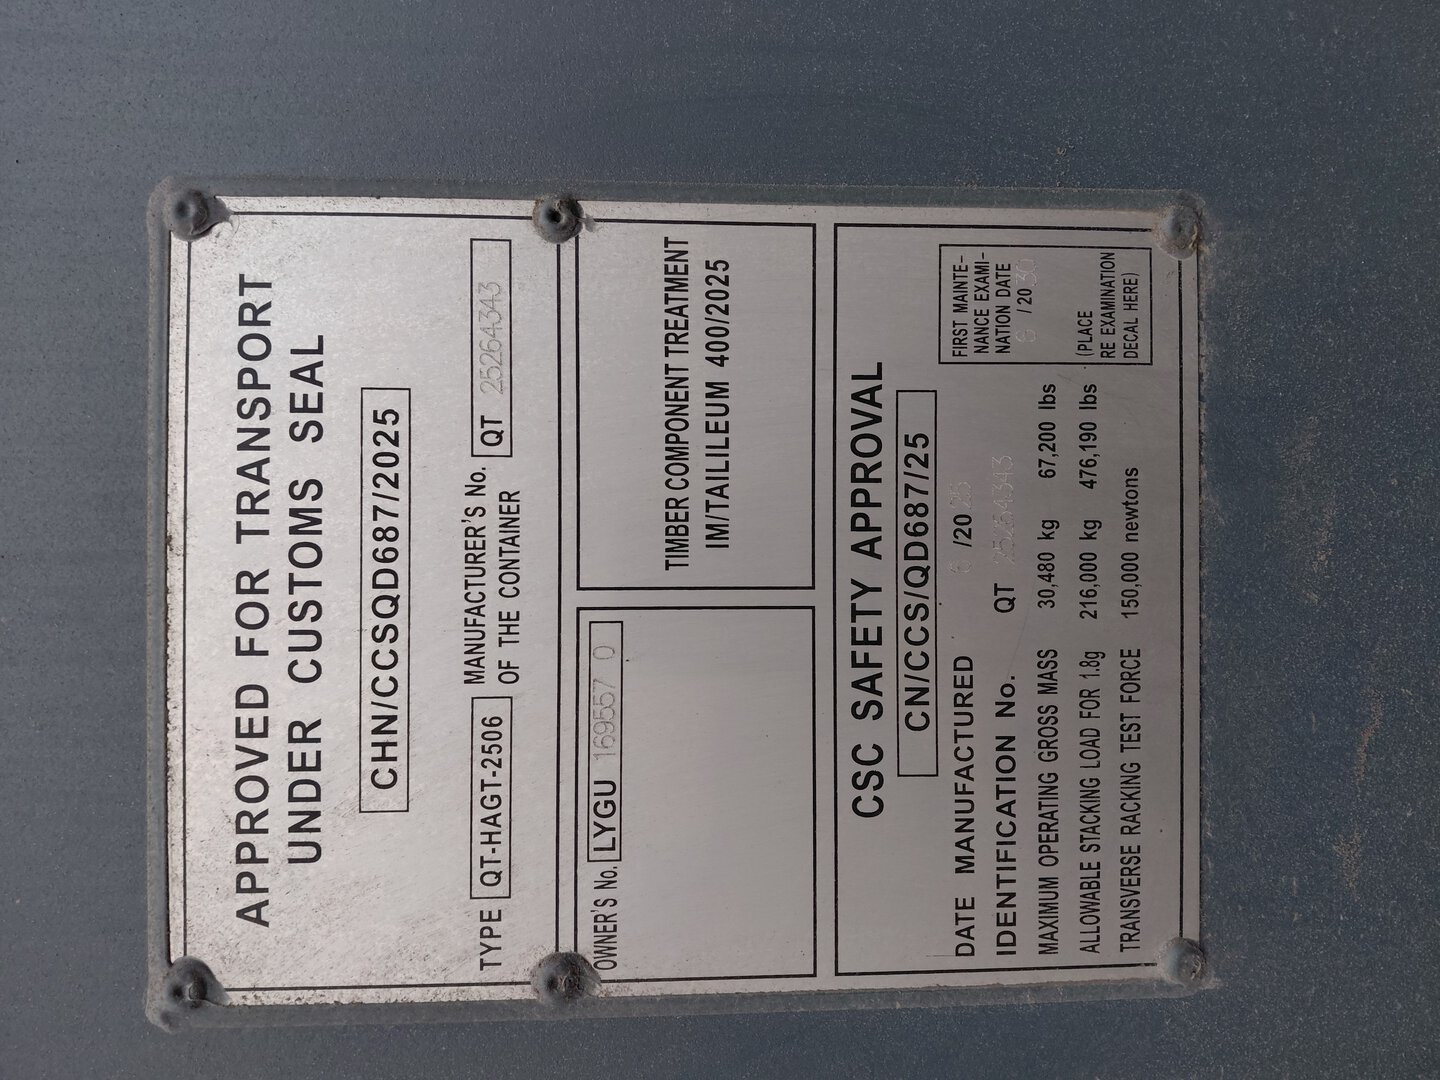 APPROVED FOR TRANSPORT
UNDER CUSTOMS SEAL
CHN/CCSQD687/2025
TYPE QT-HAGT-2506 MANUFACTURER'S No. OF THE CONTAINER QT 25264343
OWNER'S No. LYGU 169557 0
TIMBER COMPONENT TREATMENT
IM/TAILILEUM 400/2025
CSC SAFETY APPROVAL
CN/CCS/QD687/25
DATE MANUFACTURED 6 /20 25
IDENTIFICATION No. QT 25264343
MAXIMUM OPERATING GROSS MASS 30,480 kg 67,200 lbs
ALLOWABLE STACKING LOAD FOR 1.8g 216,000 kg 476,190 lbs
TRANSVERSE RACKING TEST FORCE 150,000 newtons
FIRST MAINTE-
NANCE EXAMI-
NATION DATE
6 /20 30
(PLACE
RE EXAMINATION
DECAL HERE)